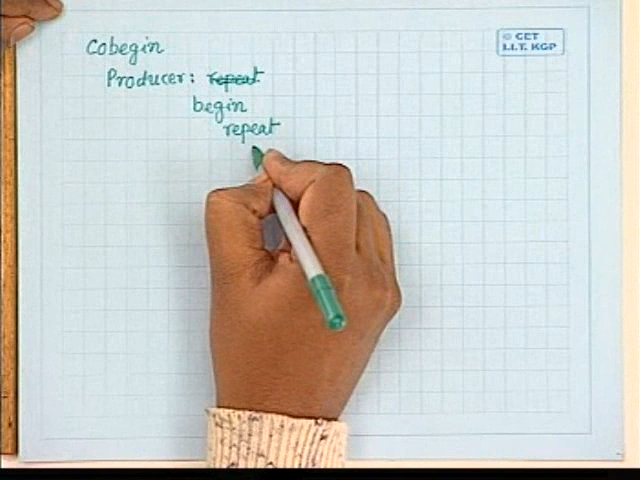 Cobegin
© CET
I.I.T. KGP
Producer: repeat
begin
repeat